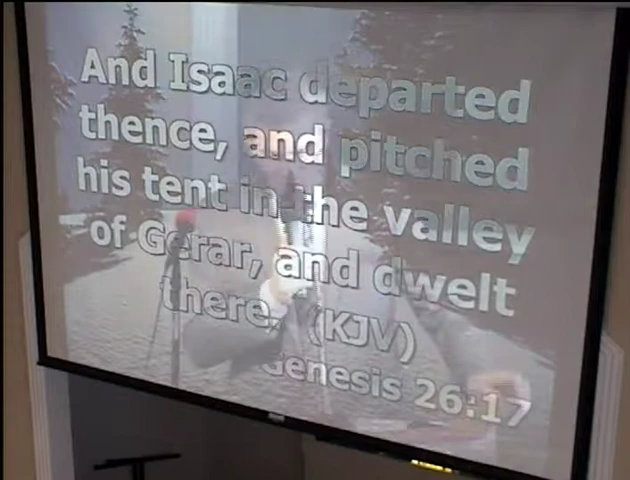 And Isaac departed
thence, and pitched
his tent in the valley
of Gerar, and dwelt
there. (KJV)
Genesis 26:17